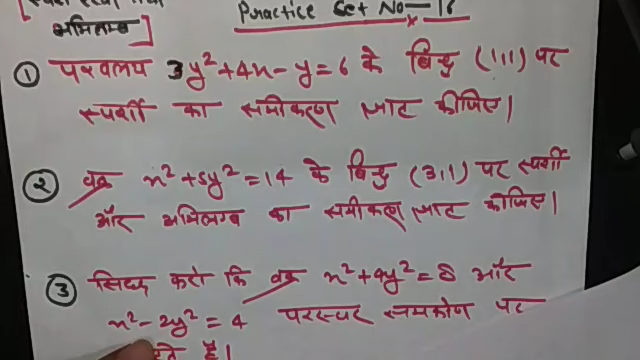 [स्पर्श रेखा तथा
अभिलम्ब]
Practice Set No – 18
① परवलय 3y²+4x-y=6 के बिन्दु (1,1) पर
स्पर्शी का समीकरण ज्ञात कीजिए।
② वक्र x²+5y²=14 के बिन्दु (3,1) पर स्पर्शी
और अभिलम्ब का समीकरण ज्ञात कीजिए।
③ सिद्ध करो कि वक्र x²+4y²=8 और
x²-2y²=4 परस्पर समकोण पर
है।